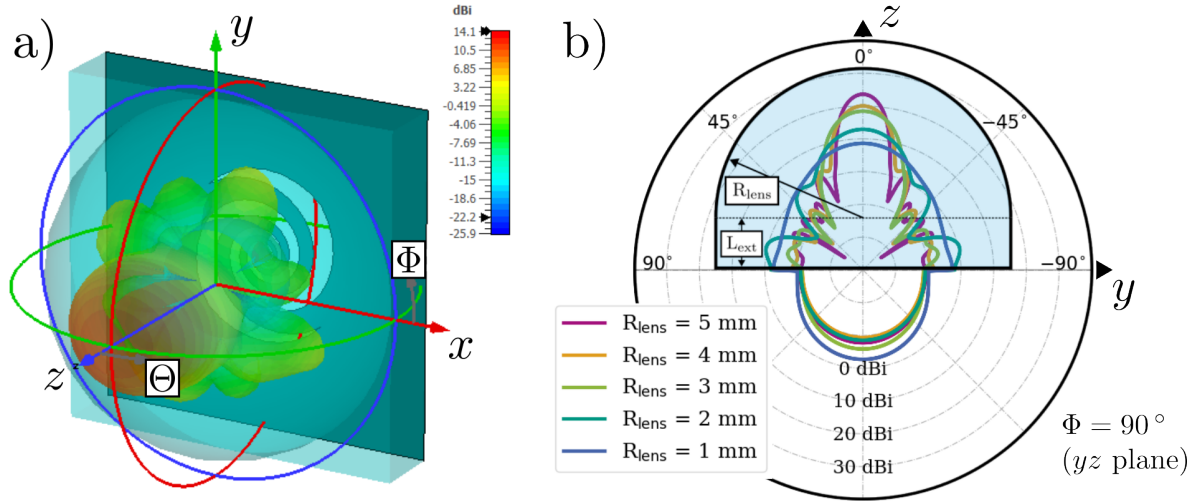 a)
y
x
z
z
Φ
Θ
dBi
14.1
10.5
6.85
3.22
-0.419
-4.06
-7.69
-11.3
-15
-18.6
-22.2
-25.9
b)
z
0°
45°
−45°
R_lens
L_ext
90°
−90°
y
R_lens = 5 mm
R_lens = 4 mm
R_lens = 3 mm
R_lens = 2 mm
R_lens = 1 mm
0 dBi
10 dBi
20 dBi
30 dBi
Φ = 90°
(yz plane)